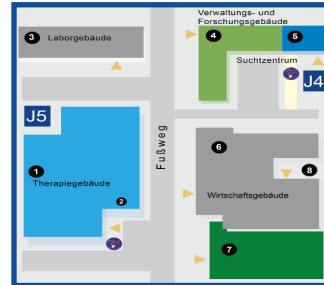 Verwaltungs- und
Forschungsgebäude
3 Laborgebäude
4
5
Suchtzentrum
J4
J5
Fußweg
1
Therapiegebäude
2
6
8
Wirtschaftsgebäude
7